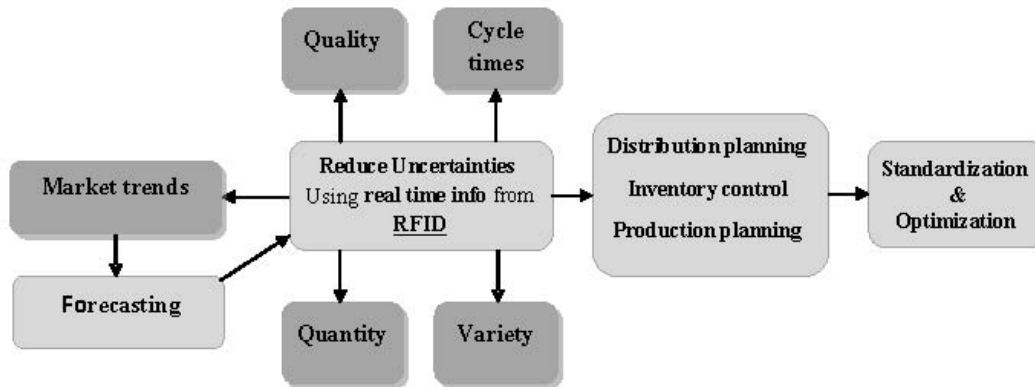 Quality
Cycle
times
Reduce Uncertainties
Using real time info from
RFID
Distribution planning
Inventory control
Production planning
Standardization
&
Optimization
Market trends
Forecasting
Quantity
Variety